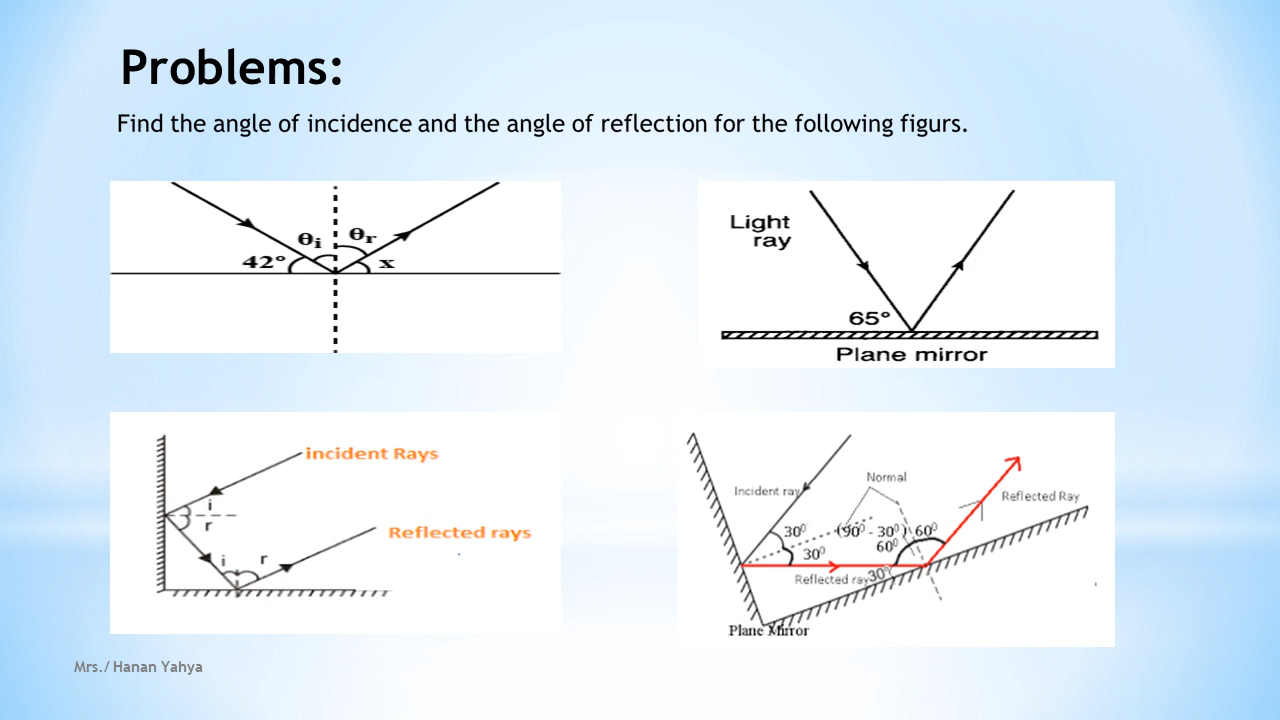 Problems:
Find the angle of incidence and the angle of reflection for the following figurs.
θi θr
42° x
Light
ray
65°
Plane mirror
incident Rays
i
r
Reflected rays
i r
Normal
Incident ray
Reflected Ray
30⁰ (90⁰ - 30⁰) 60⁰
60⁰
30⁰
Reflected ray 30⁰
Plane Mirror
Mrs./ Hanan Yahya